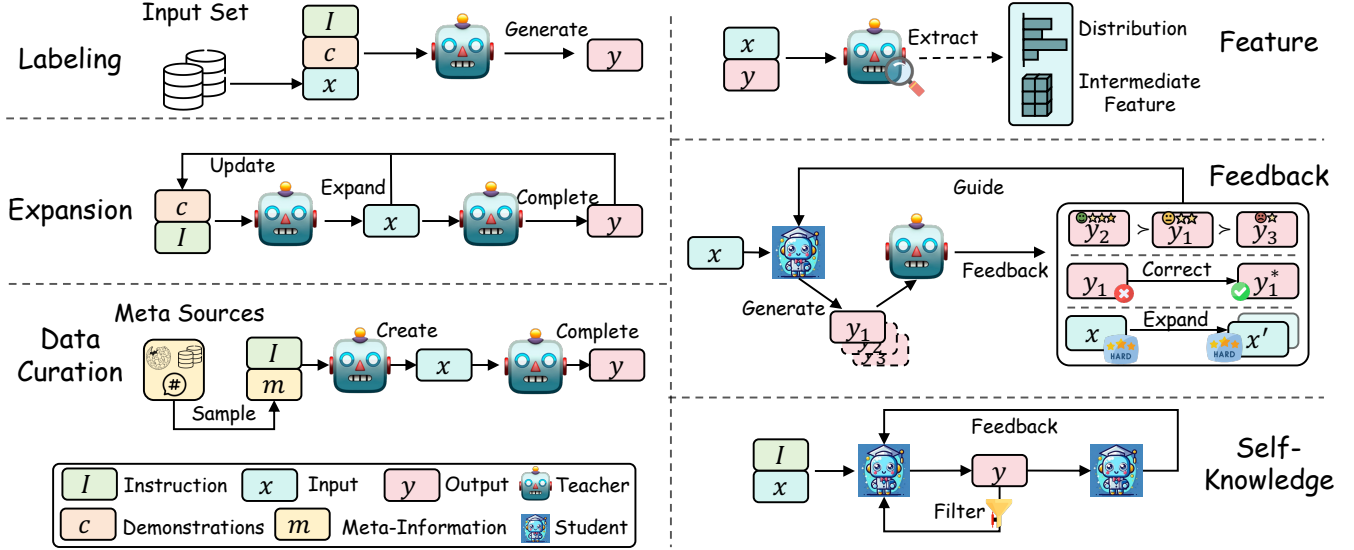 Labeling
Input Set
I
c
x
Generate
y
Expansion
Update
c
I
Expand
x
Complete
y
Data
Curation
Meta Sources
#
Sample
I
m
Create
x
Complete
y
I Instruction
x Input
y Output
Teacher
c Demonstrations
m Meta-Information
Student
Feature
x
y
Extract
Distribution
Intermediate
Feature
Feedback
Guide
x
Generate
y1
y2
y3
Feedback
y2 > y1 > y3
y1 Correct y1*
x Expand x′
HARD
HARD
Self-
Knowledge
I
x
Feedback
y
Filter